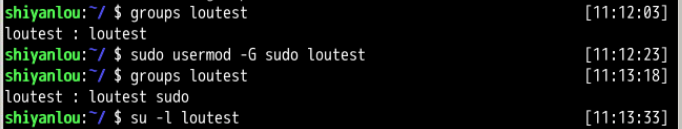 shiyanlou:~/ $ groups loutest [11:12:03]
loutest : loutest
shiyanlou:~/ $ sudo usermod -G sudo loutest [11:12:23]
shiyanlou:~/ $ groups loutest [11:13:18]
loutest : loutest sudo
shiyanlou:~/ $ su -l loutest [11:13:33]